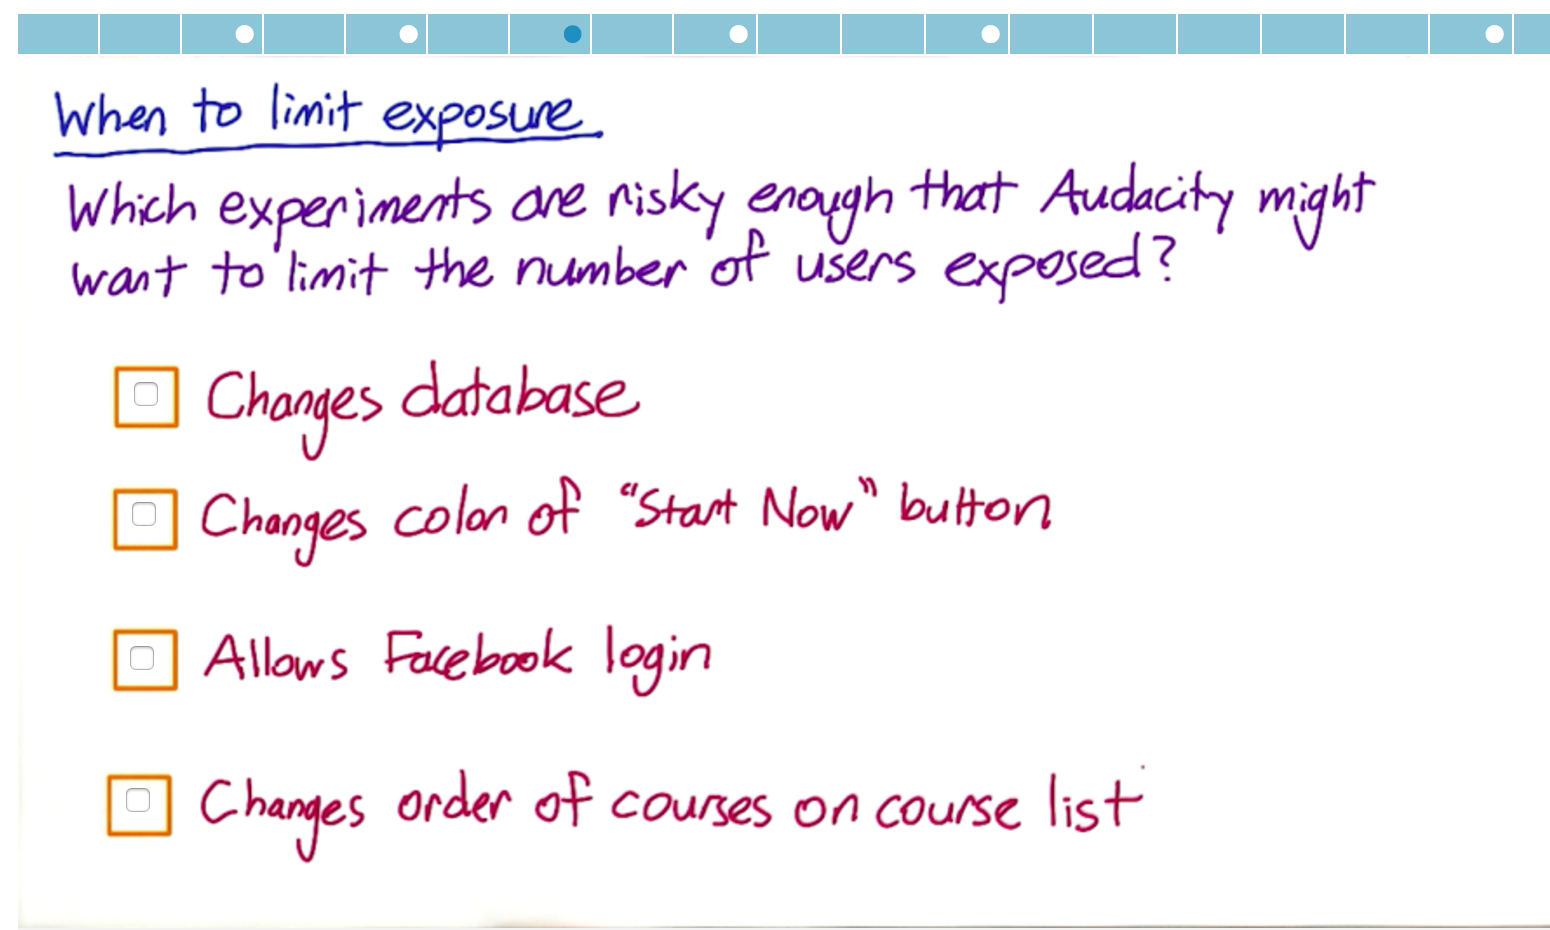 When to limit exposure
Which experiments are risky enough that Audacity might
want to limit the number of users exposed?
Changes database
Changes color of "Start Now" button
Allows Facebook login
Changes order of courses on course list